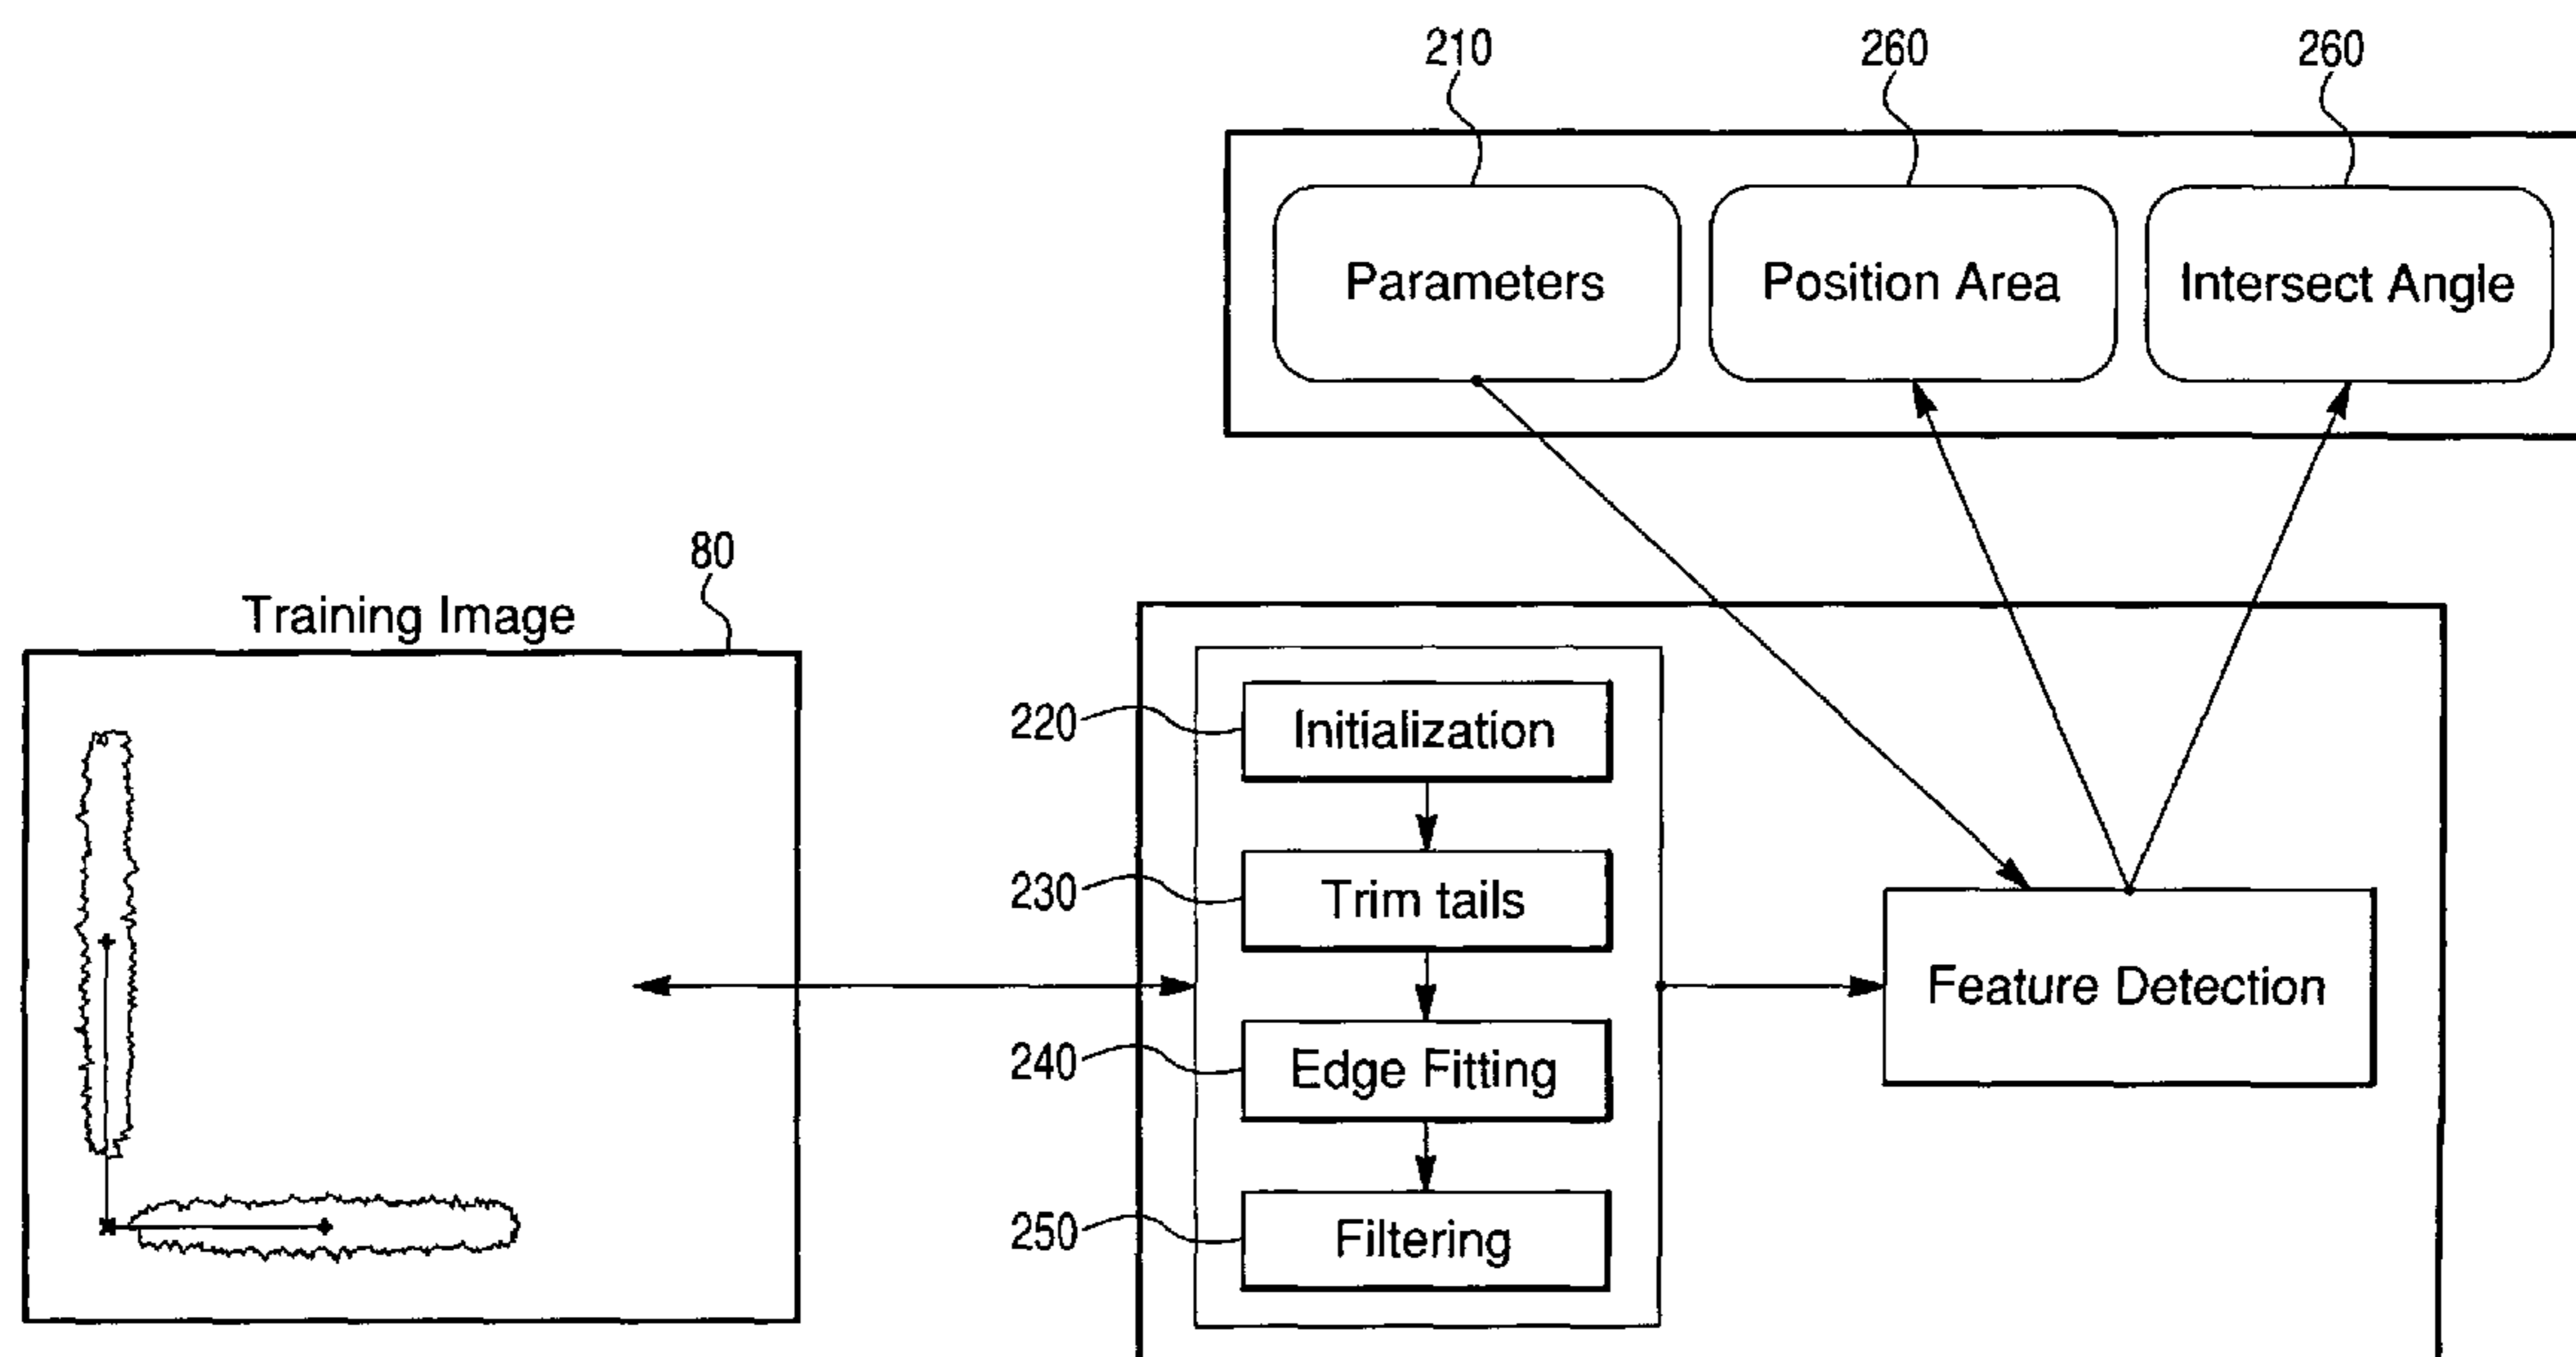 210
260
260
Parameters
Position Area
Intersect Angle
80
Training Image
220
Initialization
230
Trim tails
Feature Detection
240
Edge Fitting
250
Filtering